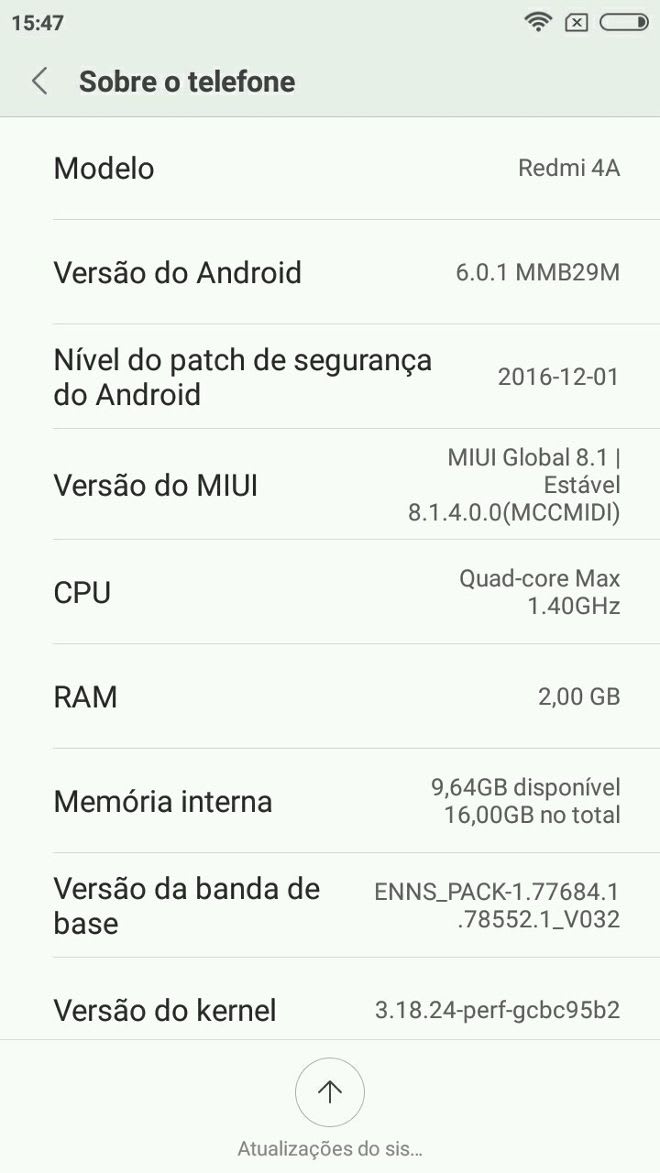 15:47
Sobre o telefone
Modelo
Redmi 4A
Versão do Android
6.0.1 MMB29M
Nível do patch de segurança
do Android
2016-12-01
Versão do MIUI
MIUI Global 8.1 |
Estável
8.1.4.0.0(MCCMIDI)
CPU
Quad-core Max
1.40GHz
RAM
2,00 GB
Memória interna
9,64GB disponível
16,00GB no total
Versão da banda de
base
ENNS_PACK-1.77684.1
.78552.1_V032
Versão do kernel
3.18.24-perf-gcbc95b2
Atualizações do sis...